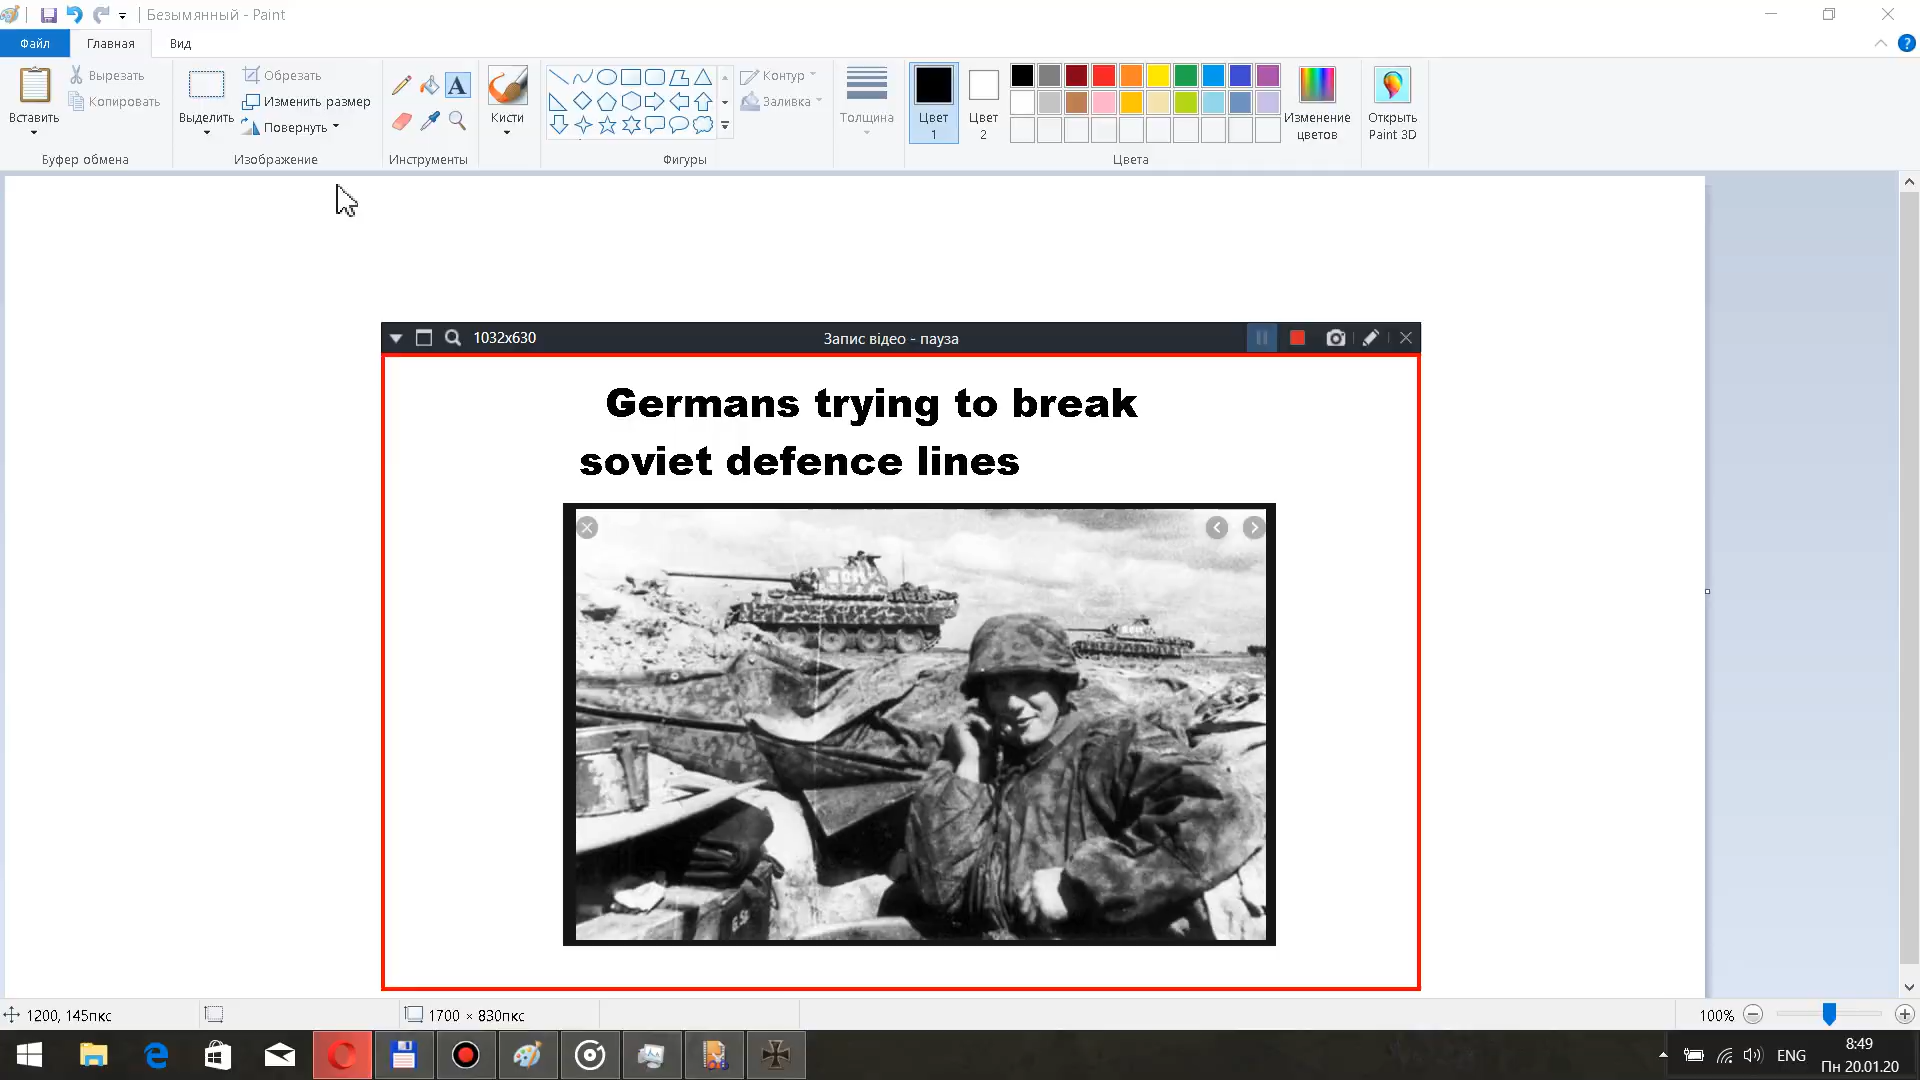 Безымянный - Paint
Файл
Главная
Вид
Вставить
Вырезать
Копировать
Буфер обмена
Выделить
Обрезать
Изменить размер
Повернуть
Изображение
Инструменты
Кисти
Контур
Заливка
Фигуры
Толщина
Цвет
1
Цвет
2
Изменение
цветов
Цвета
Открыть
Paint 3D
1032x630
Запис відео - пауза
Germans trying to break
soviet defence lines
1200, 145пкс
1700 × 830пкс
100%
ENG
8:49
Пн 20.01.20